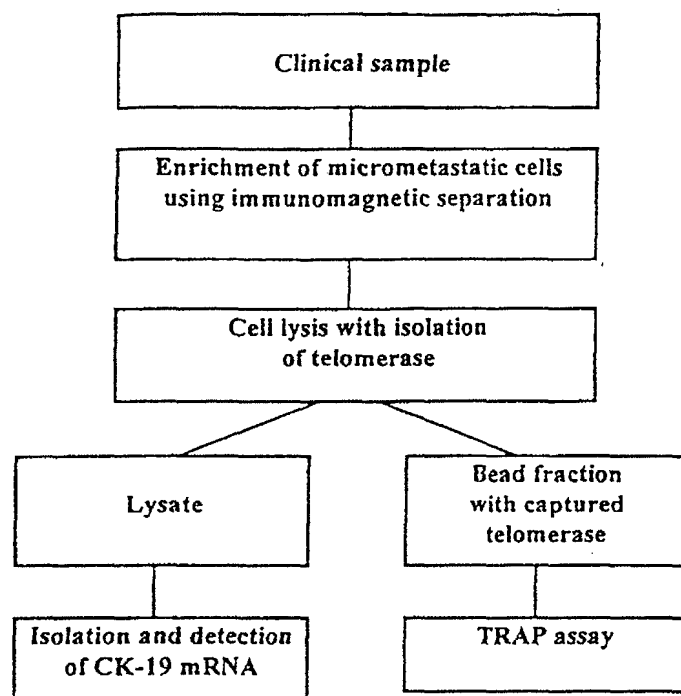 Clinical sample
Enrichment of micrometastatic cells
using immunomagnetic separation
Cell lysis with isolation
of telomerase
Lysate
Bead fraction
with captured
telomerase
Isolation and detection
of CK-19 mRNA
TRAP assay